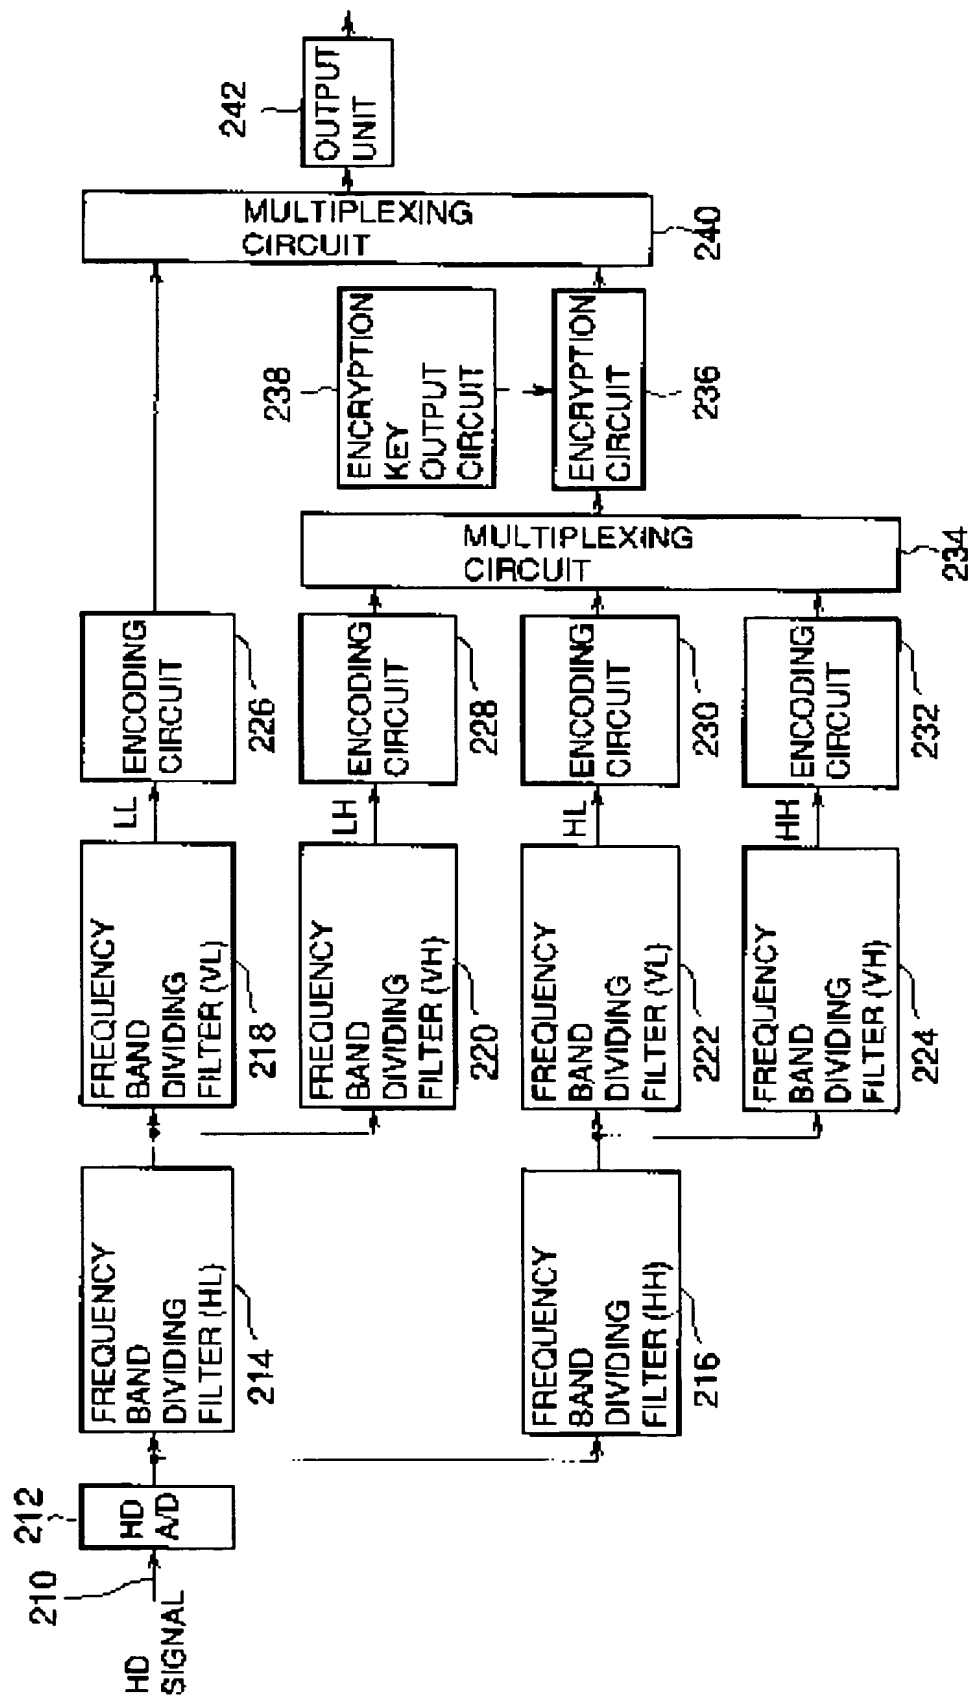 HD
SIGNAL
210
212
HD
A/D
FREQUENCY
BAND
DIVIDING
FILTER (HL)
214
FREQUENCY
BAND
DIVIDING
FILTER (HH)
216
FREQUENCY
BAND
DIVIDING
FILTER (VL)
218
FREQUENCY
BAND
DIVIDING
FILTER (VH)
220
FREQUENCY
BAND
DIVIDING
FILTER (VL)
222
FREQUENCY
BAND
DIVIDING
FILTER (VH)
224
LL
LH
HL
HH
ENCODING
CIRCUIT
226
ENCODING
CIRCUIT
228
ENCODING
CIRCUIT
230
ENCODING
CIRCUIT
232
MULTIPLEXING
CIRCUIT
234
238
ENCRYPTION
KEY
OUTPUT
CIRCUIT
ENCRYPTION
CIRCUIT
236
MULTIPLEXING
CIRCUIT
240
242
OUTPUT
UNIT